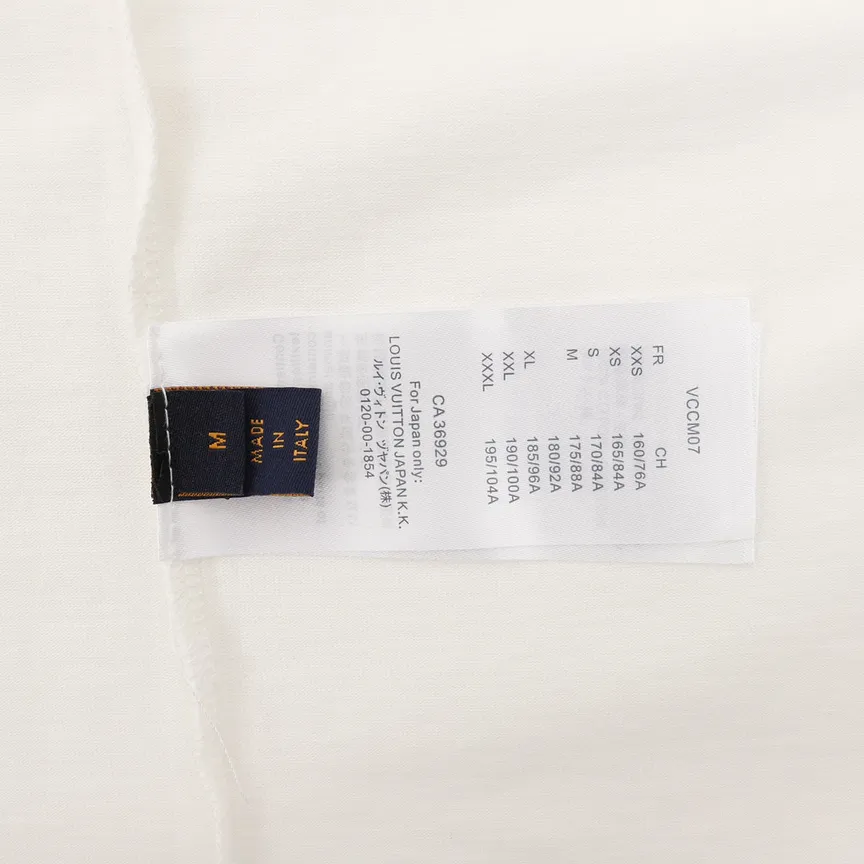 VCCM07
FR CH
XXS 160/76A
XS 165/84A
S 170/84A
M 175/88A
XL 180/92A
XXL 185/96A
XXXL 190/100A
195/104A
CA36929
For Japan only:
LOUIS VUITTON JAPAN K.K.
ルイ・ヴィトン ジャパン(株)
0120-00-1854
M
MADE
IN
ITALY